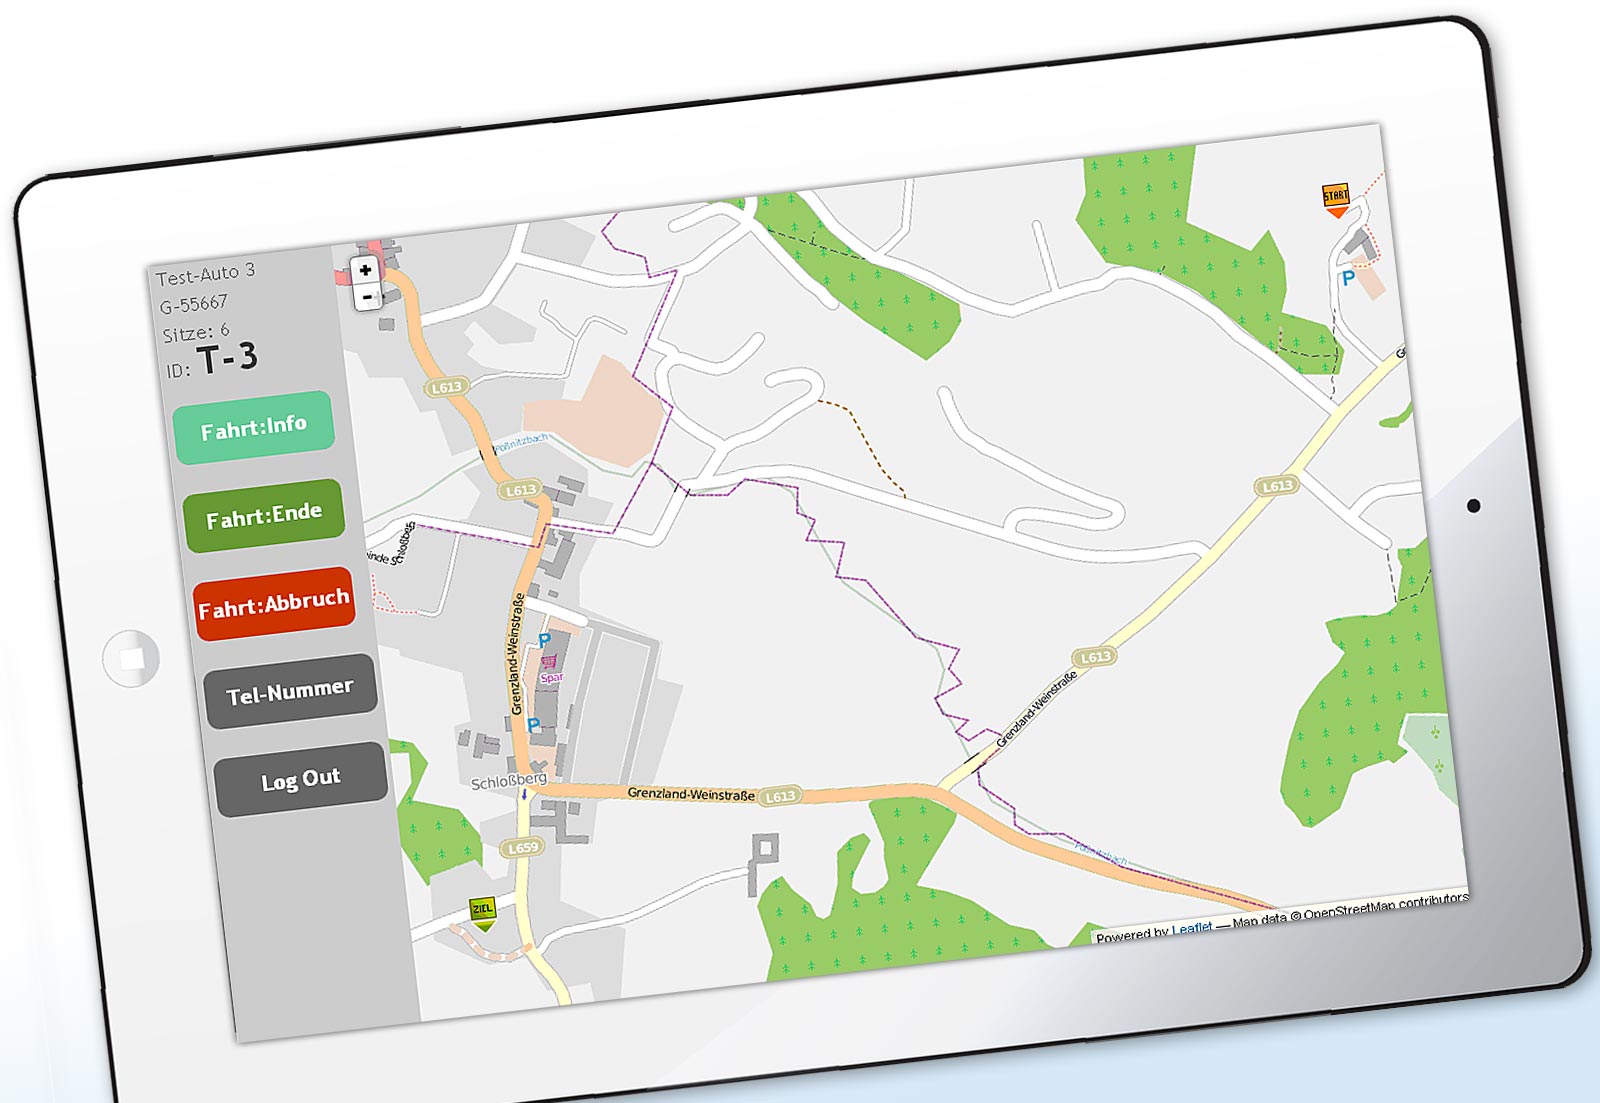 Test-Auto 3
G-55667
Sitze: 6
ID: T-3
Fahrt:Info
Fahrt:Ende
Fahrt:Abbruch
Tel-Nummer
Log Out
+
-
START
P
L613
Pößnitzbach
L613
L613
Schloßberg
Grenzland-Weinstraße
P
Spar
P
L613
Grenzland-Weinstraße
Schloßberg
Grenzland-Weinstraße
L613
L659
Pößnitzbach
ZIEL
Powered by Leaflet — Map data © OpenStreetMap contributors